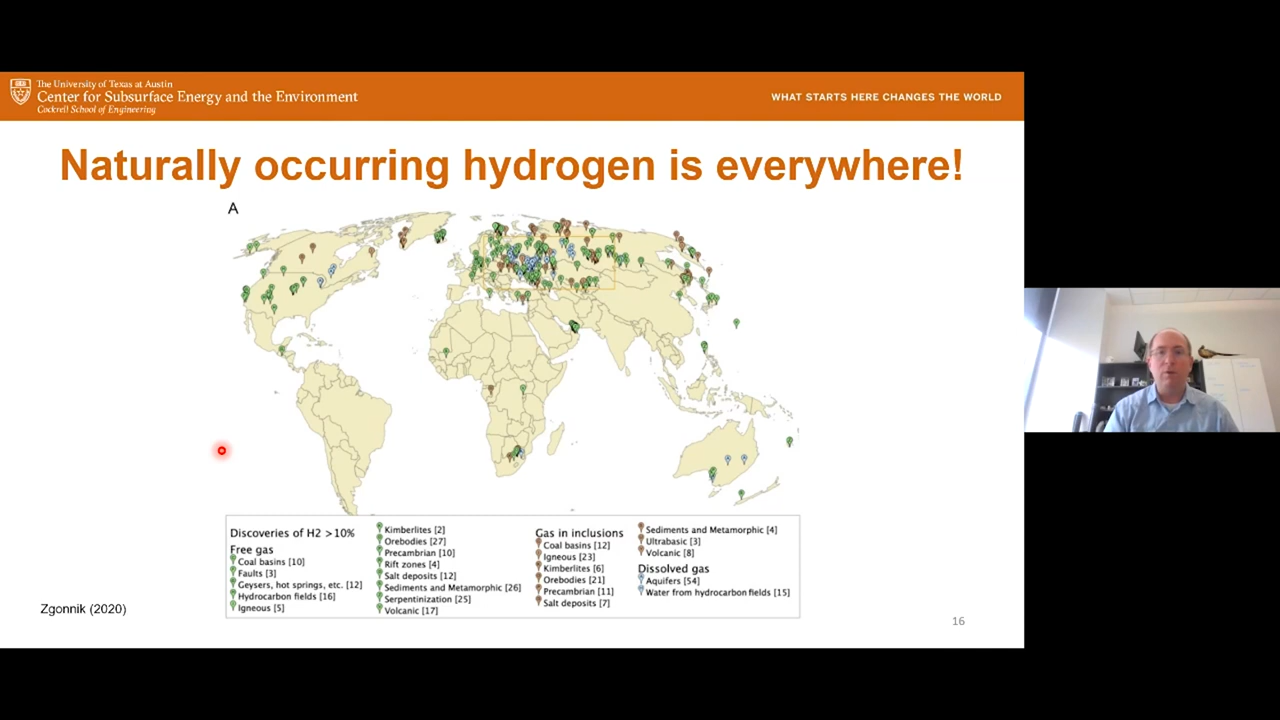 The University of Texas at Austin
Center for Subsurface Energy and the Environment
Cockrell School of Engineering
WHAT STARTS HERE CHANGES THE WORLD
Naturally occurring hydrogen is everywhere!
A
Discoveries of H2 >10%
Free gas
Coal basins [10]
Faults [3]
Geysers, hot springs, etc. [12]
Hydrocarbon fields [16]
Igneous [5]
Kimberlites [2]
Orebodies [27]
Precambrian [10]
Rift zones [4]
Salt deposits [12]
Sediments and Metamorphic [26]
Serpentinization [25]
Volcanic [17]
Gas in inclusions
Coal basins [12]
Igneous [23]
Kimberlites [6]
Orebodies [21]
Precambrian [11]
Salt deposits [7]
Sediments and Metamorphic [4]
Ultrabasic [3]
Volcanic [8]
Dissolved gas
Aquifers [54]
Water from hydrocarbon fields [15]
Zgonnik (2020)
16